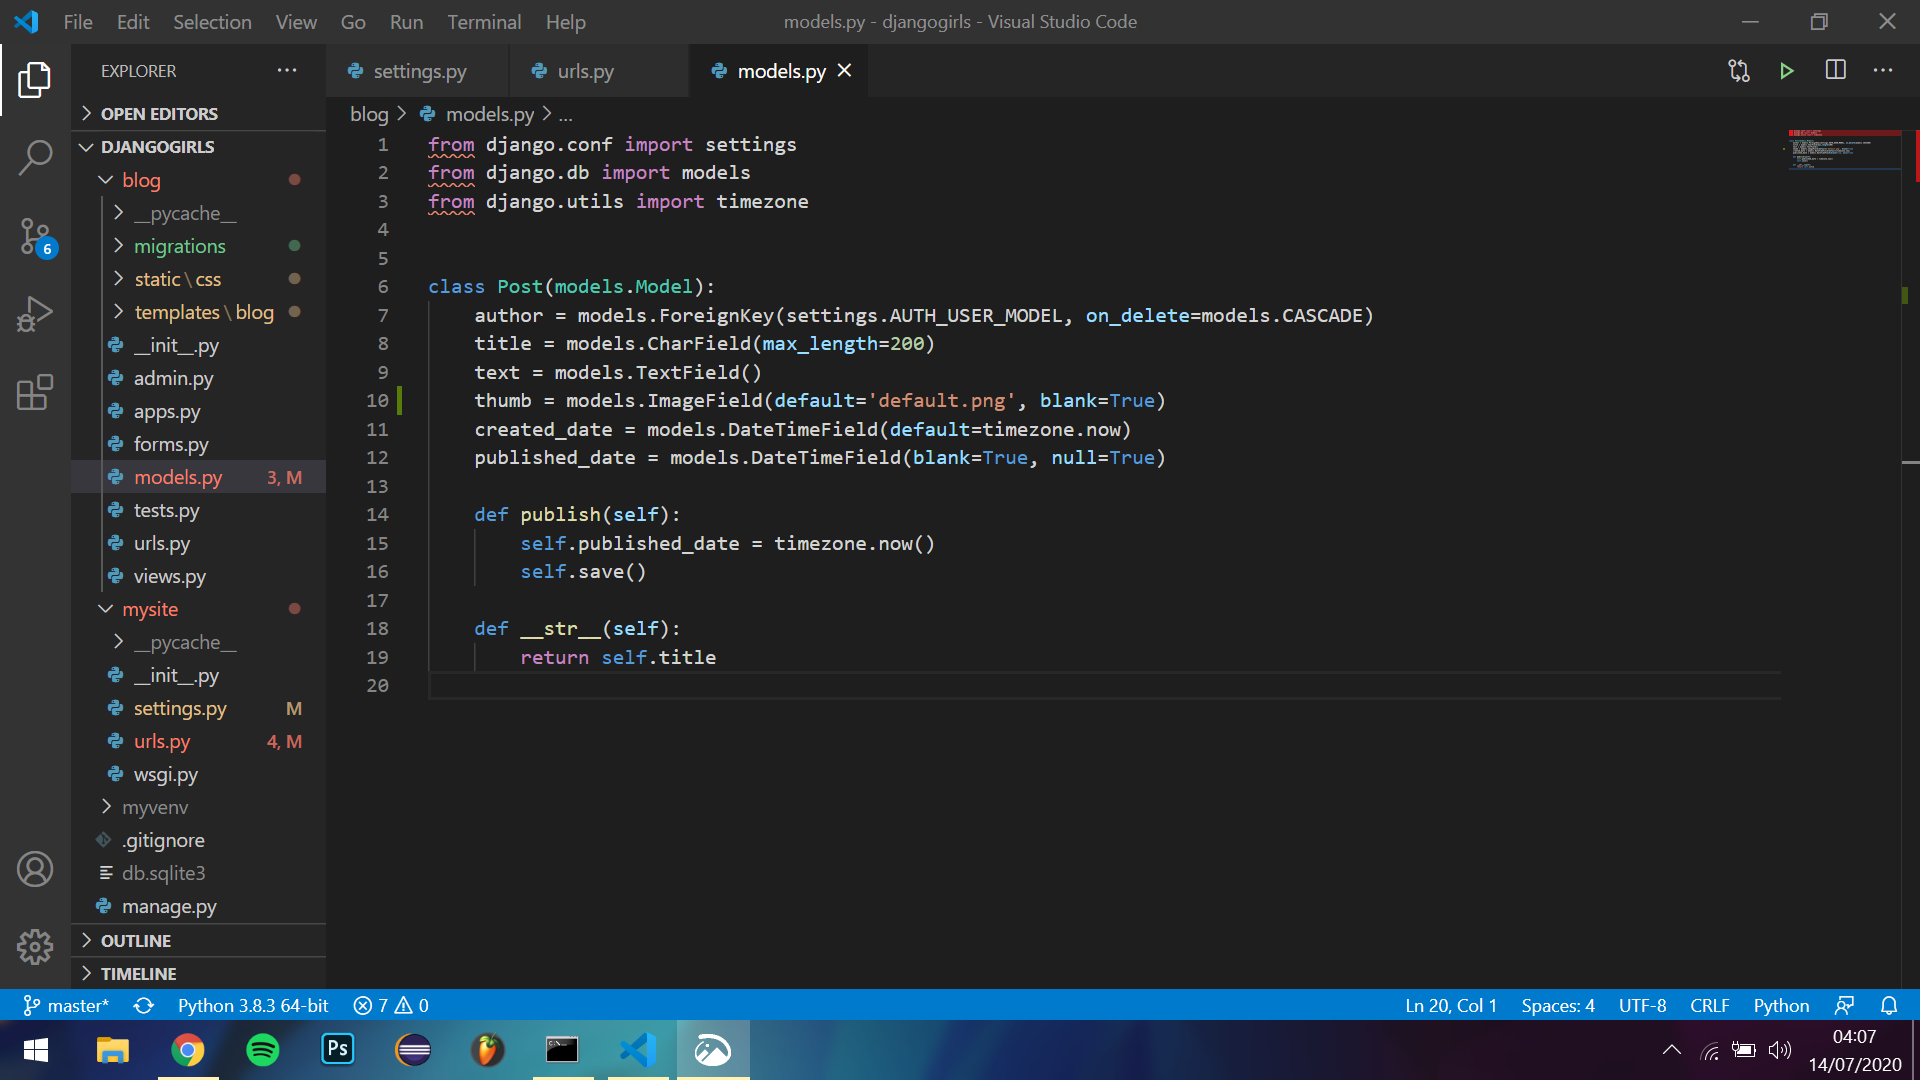 File Edit Selection View Go Run Terminal Help
models.py - djangogirls - Visual Studio Code
EXPLORER
OPEN EDITORS
DJANGOGIRLS
blog
__pycache__
migrations
static\css
templates\blog
__init__.py
admin.py
apps.py
forms.py
models.py 3, M
tests.py
urls.py
views.py
mysite
__pycache__
__init__.py
settings.py M
urls.py 4, M
wsgi.py
myvenv
.gitignore
db.sqlite3
manage.py
OUTLINE
TIMELINE
6
settings.py urls.py models.py
blog > models.py > ...
1 from django.conf import settings
2 from django.db import models
3 from django.utils import timezone
4
5
6 class Post(models.Model):
7 author = models.ForeignKey(settings.AUTH_USER_MODEL, on_delete=models.CASCADE)
8 title = models.CharField(max_length=200)
9 text = models.TextField()
10 thumb = models.ImageField(default='default.png', blank=True)
11 created_date = models.DateTimeField(default=timezone.now)
12 published_date = models.DateTimeField(blank=True, null=True)
13
14 def publish(self):
15 self.published_date = timezone.now()
16 self.save()
17
18 def __str__(self):
19 return self.title
20
master* Python 3.8.3 64-bit 7 0 Ln 20, Col 1 Spaces: 4 UTF-8 CRLF Python
Ps
04:07
14/07/2020